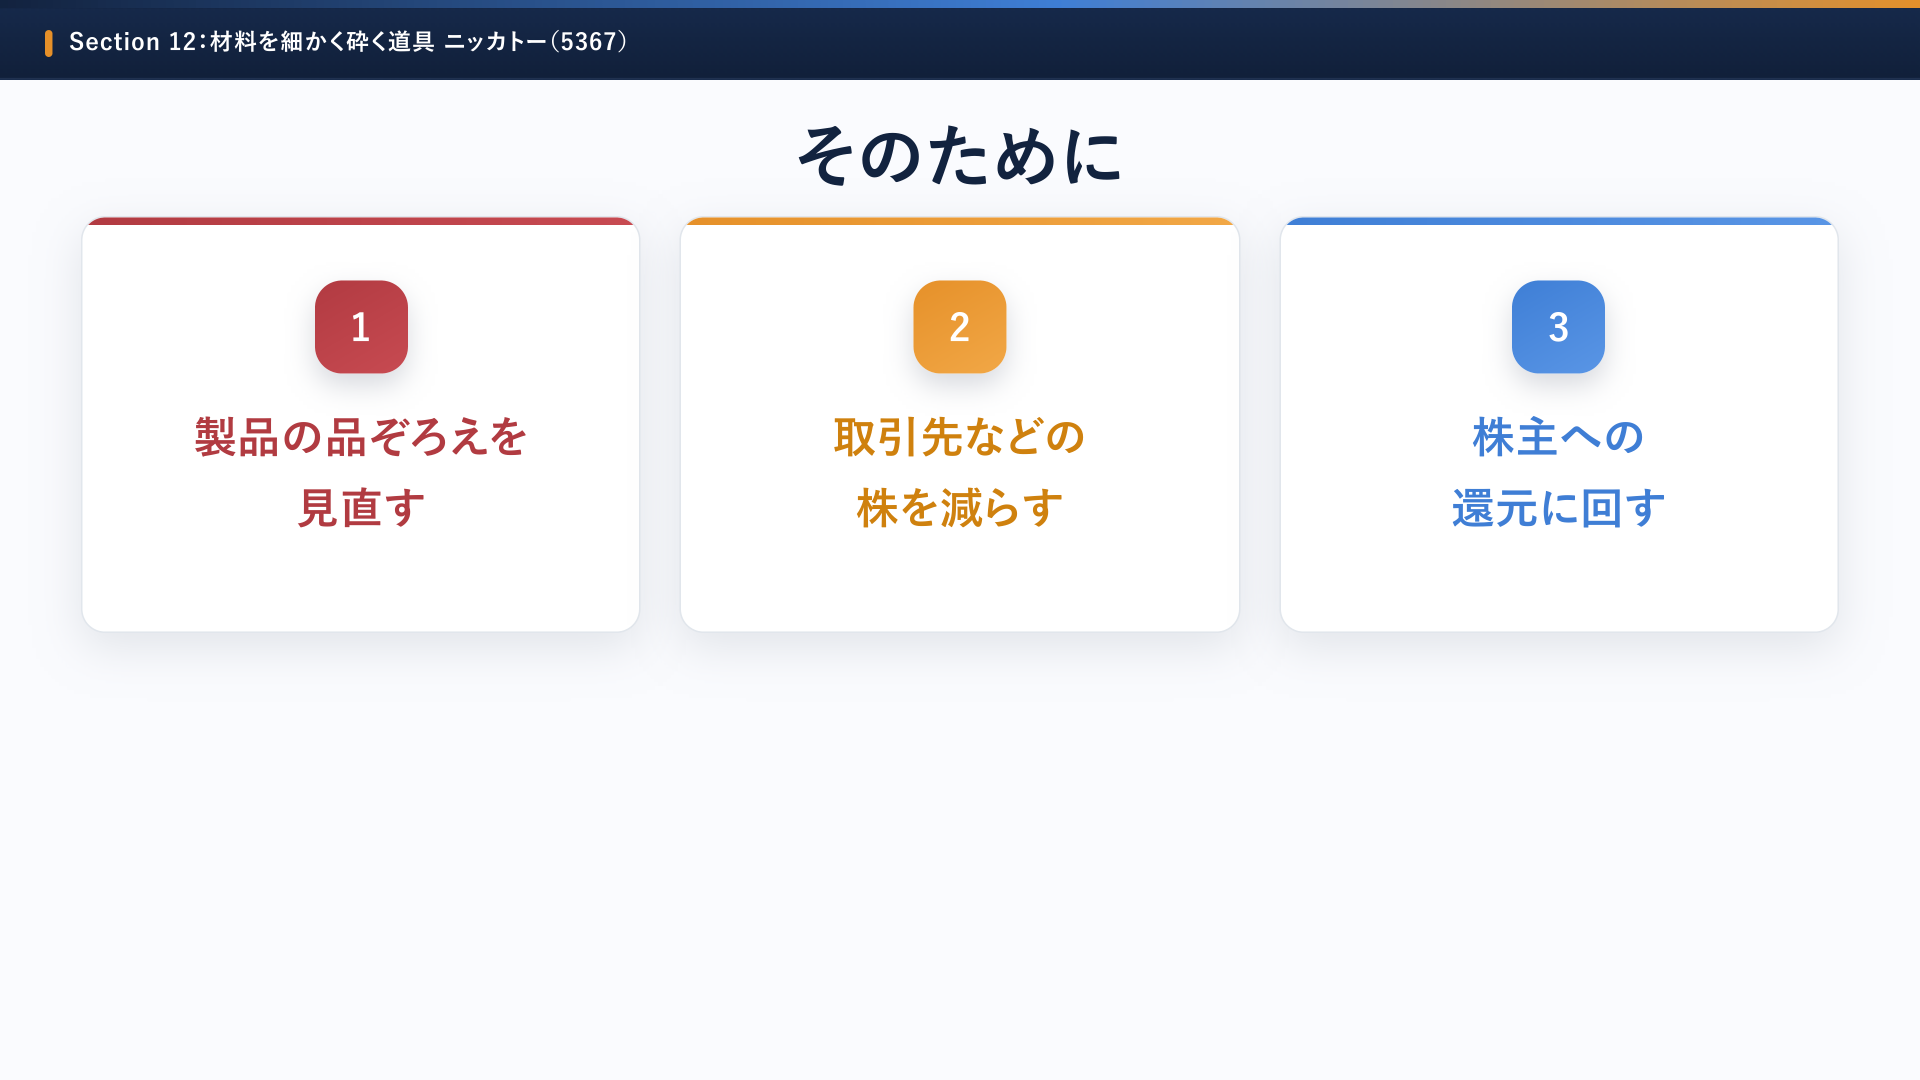 Section 12：材料を細かく砕く道具 ニッカトー（5367）
そのために
1
製品の品ぞろえを
見直す
2
取引先などの
株を減らす
3
株主への
還元に回す